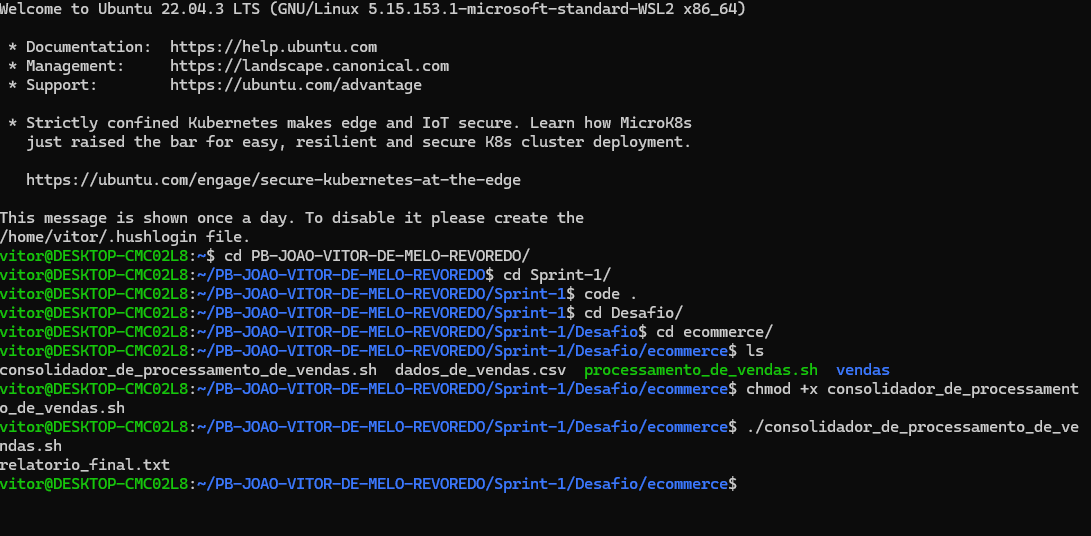 Welcome to Ubuntu 22.04.3 LTS (GNU/Linux 5.15.153.1-microsoft-standard-WSL2 x86_64)
* Documentation:  https://help.ubuntu.com
* Management:     https://landscape.canonical.com
* Support:        https://ubuntu.com/advantage
* Strictly confined Kubernetes makes edge and IoT secure. Learn how MicroK8s
just raised the bar for easy, resilient and secure K8s cluster deployment.
https://ubuntu.com/engage/secure-kubernetes-at-the-edge
This message is shown once a day. To disable it please create the
/home/vitor/.hushlogin file.
vitor@DESKTOP-CMC02L8:~$ cd PB-JOAO-VITOR-DE-MELO-REVOREDO/
vitor@DESKTOP-CMC02L8:~/PB-JOAO-VITOR-DE-MELO-REVOREDO$ cd Sprint-1/
vitor@DESKTOP-CMC02L8:~/PB-JOAO-VITOR-DE-MELO-REVOREDO/Sprint-1$ code .
vitor@DESKTOP-CMC02L8:~/PB-JOAO-VITOR-DE-MELO-REVOREDO/Sprint-1$ cd Desafio/
vitor@DESKTOP-CMC02L8:~/PB-JOAO-VITOR-DE-MELO-REVOREDO/Sprint-1/Desafio$ cd ecommerce/
vitor@DESKTOP-CMC02L8:~/PB-JOAO-VITOR-DE-MELO-REVOREDO/Sprint-1/Desafio/ecommerce$ ls
consolidador_de_processamento_de_vendas.sh  dados_de_vendas.csv  processamento_de_vendas.sh  vendas
vitor@DESKTOP-CMC02L8:~/PB-JOAO-VITOR-DE-MELO-REVOREDO/Sprint-1/Desafio/ecommerce$ chmod +x consolidador_de_processament
o_de_vendas.sh
vitor@DESKTOP-CMC02L8:~/PB-JOAO-VITOR-DE-MELO-REVOREDO/Sprint-1/Desafio/ecommerce$ ./consolidador_de_processamento_de_ve
ndas.sh
relatorio_final.txt
vitor@DESKTOP-CMC02L8:~/PB-JOAO-VITOR-DE-MELO-REVOREDO/Sprint-1/Desafio/ecommerce$